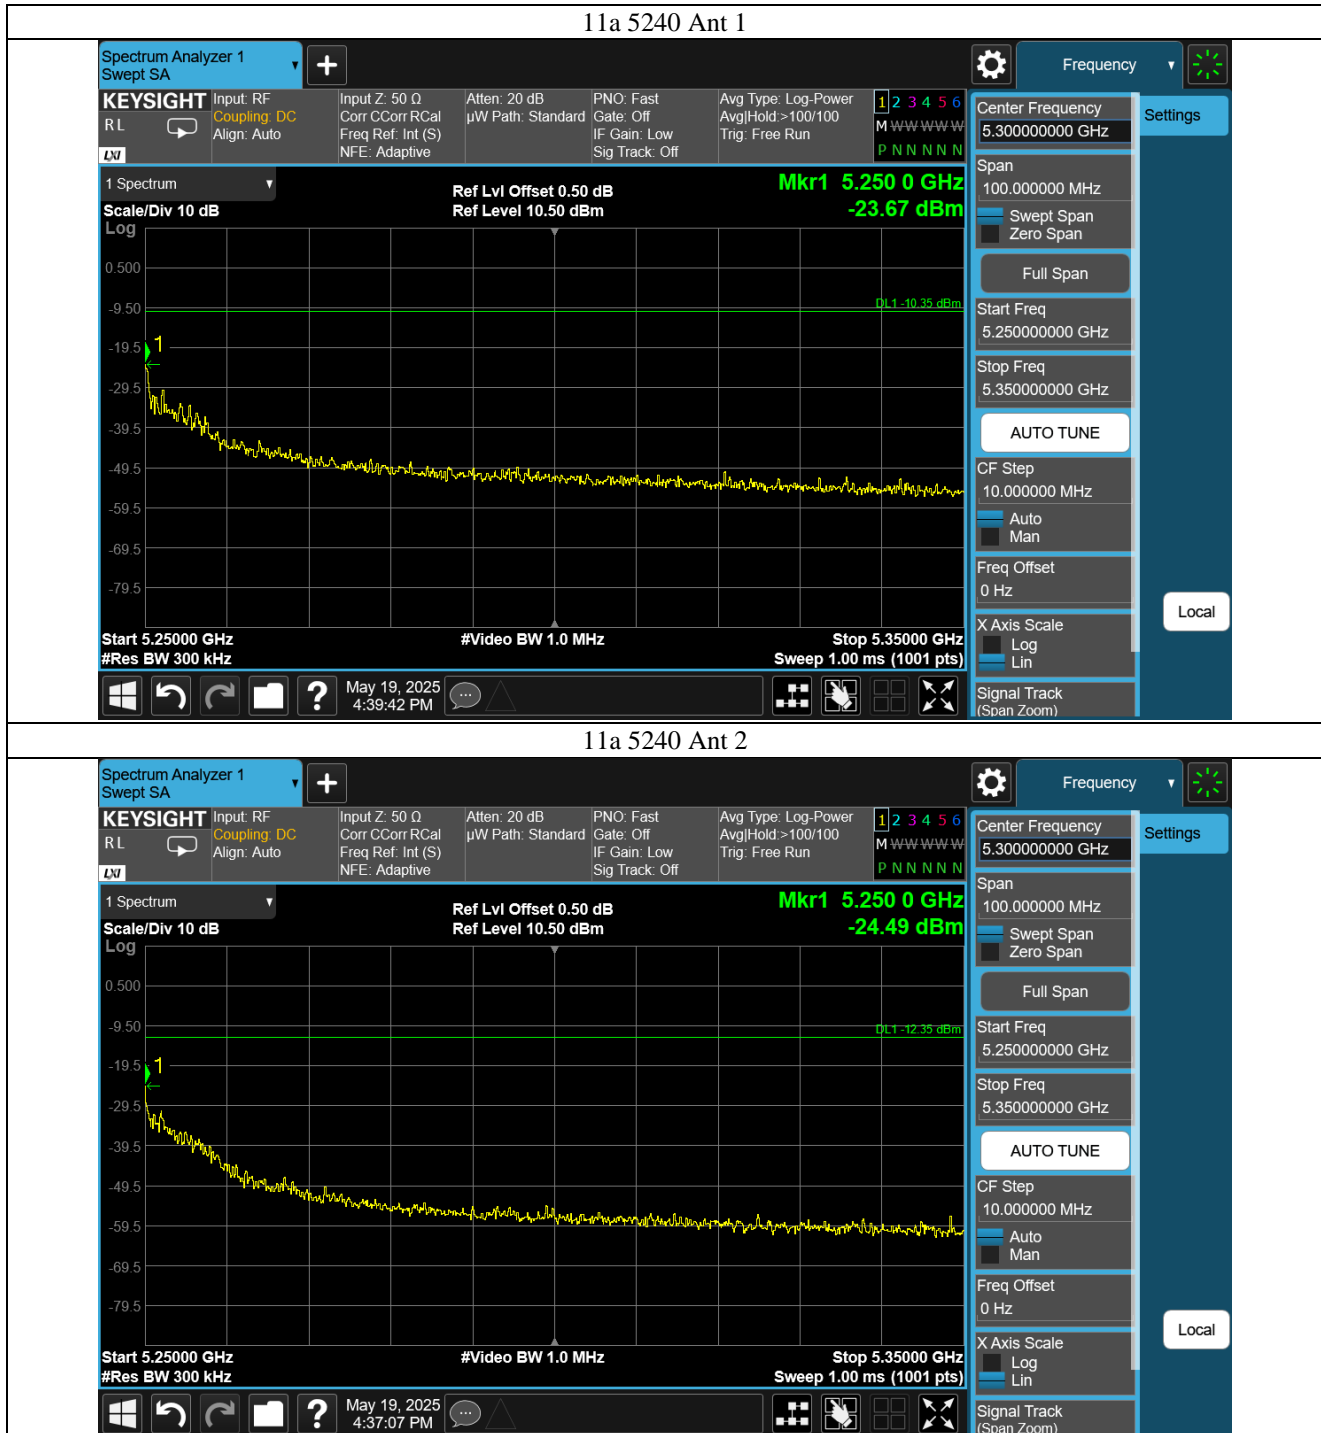 11a 5240 Ant 1
Spectrum Analyzer 1
Swept SA
Frequency
KEYSIGHT
RL
LXI
Input: RF
Coupling: DC
Align: Auto
Input Z: 50 Ω
Corr CCorr RCal
Freq Ref: Int (S)
NFE: Adaptive
Atten: 20 dB
µW Path: Standard
PNO: Fast
Gate: Off
IF Gain: Low
Sig Track: Off
Avg Type: Log-Power
Avg|Hold:>100/100
Trig: Free Run
1 2 3 4 5 6
M W W W W W
P N N N N N
1 Spectrum
Scale/Div 10 dB
Log
Ref Lvl Offset 0.50 dB
Ref Level 10.50 dBm
Mkr1 5.250 0 GHz
-23.67 dBm
0.500
-9.50
DL1 -10.35 dBm
-19.5
1
-29.5
-39.5
-49.5
-59.5
-69.5
-79.5
Start 5.25000 GHz
#Video BW 1.0 MHz
Stop 5.35000 GHz
#Res BW 300 kHz
Sweep 1.00 ms (1001 pts)
May 19, 2025
4:39:42 PM
Center Frequency
5.300000000 GHz
Settings
Span
100.000000 MHz
Swept Span
Zero Span
Full Span
Start Freq
5.250000000 GHz
Stop Freq
5.350000000 GHz
AUTO TUNE
CF Step
10.000000 MHz
Auto
Man
Freq Offset
0 Hz
Local
X Axis Scale
Log
Lin
Signal Track
(Span Zoom)
11a 5240 Ant 2
Spectrum Analyzer 1
Swept SA
Frequency
KEYSIGHT
RL
LXI
Input: RF
Coupling: DC
Align: Auto
Input Z: 50 Ω
Corr CCorr RCal
Freq Ref: Int (S)
NFE: Adaptive
Atten: 20 dB
µW Path: Standard
PNO: Fast
Gate: Off
IF Gain: Low
Sig Track: Off
Avg Type: Log-Power
Avg|Hold:>100/100
Trig: Free Run
1 2 3 4 5 6
M W W W W W
P N N N N N
1 Spectrum
Scale/Div 10 dB
Log
Ref Lvl Offset 0.50 dB
Ref Level 10.50 dBm
Mkr1 5.250 0 GHz
-24.49 dBm
0.500
-9.50
DL1 -12.35 dBm
-19.5
1
-29.5
-39.5
-49.5
-59.5
-69.5
-79.5
Start 5.25000 GHz
#Video BW 1.0 MHz
Stop 5.35000 GHz
#Res BW 300 kHz
Sweep 1.00 ms (1001 pts)
May 19, 2025
4:37:07 PM
Center Frequency
5.300000000 GHz
Settings
Span
100.000000 MHz
Swept Span
Zero Span
Full Span
Start Freq
5.250000000 GHz
Stop Freq
5.350000000 GHz
AUTO TUNE
CF Step
10.000000 MHz
Auto
Man
Freq Offset
0 Hz
Local
X Axis Scale
Log
Lin
Signal Track
(Span Zoom)